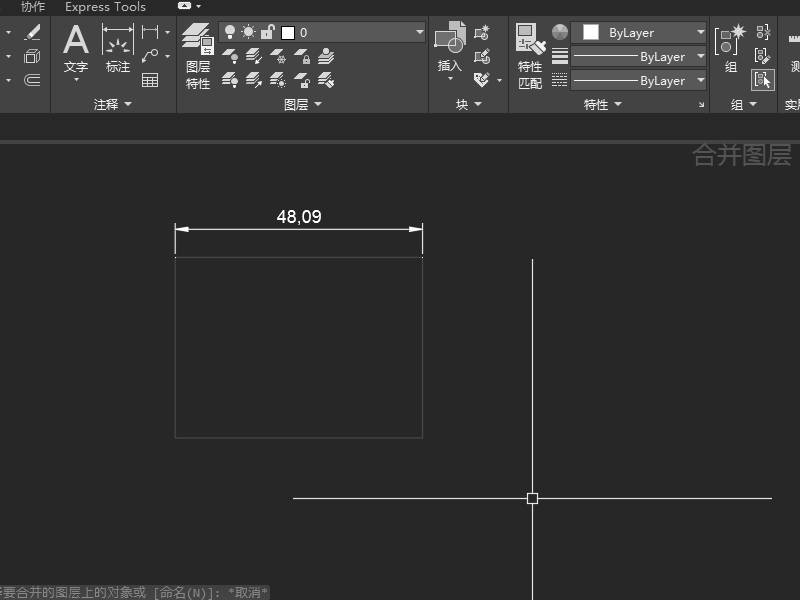 协作 Express Tools
0
ByLayer
文字 标注 图层 插入 特性 ByLayer 组
特性 匹配 ByLayer
注释 图层 块 特性 组
合并图层
48,09
要合并的图层上的对象或 [命名(N)]: *取消*